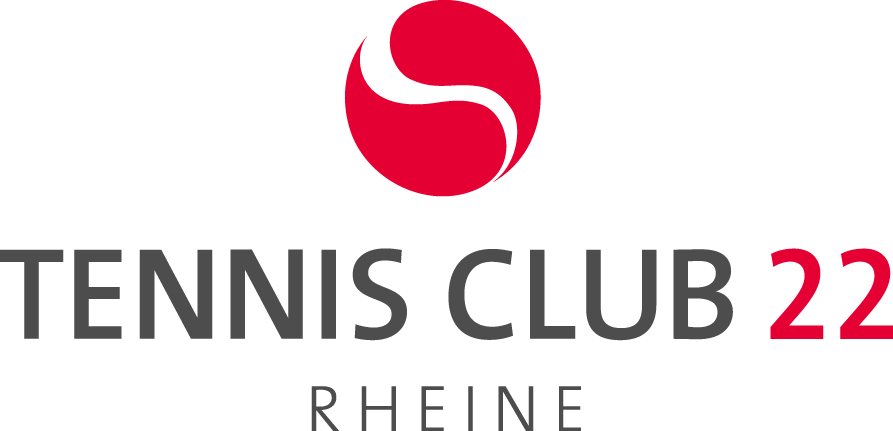 TENNIS CLUB 22
RHEINE